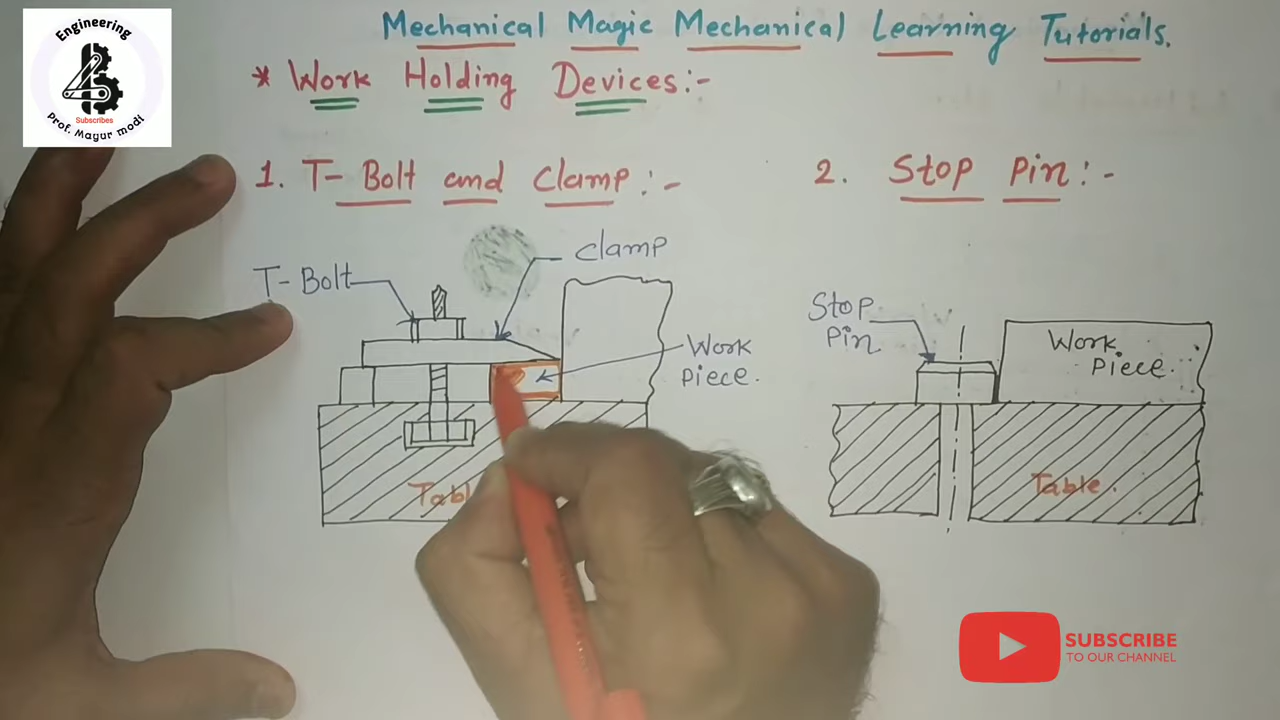 Engineering
Subscribes
Prof. Mayur modi
Mechanical Magic Mechanical Learning Tutorials.
* Work Holding Devices:-
1. T-Bolt and Clamp:-
2. Stop Pin:-
T-Bolt
Clamp
Work
Piece.
Stop
Pin
Work
Piece.
Table.
SUBSCRIBE
TO OUR CHANNEL